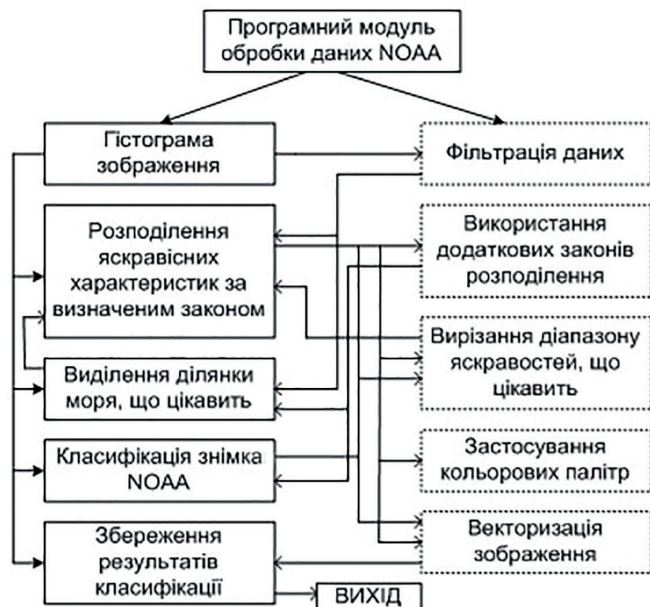 Програмний модуль
обробки даних NOAA
Гістограма
зображення
Фільтрація даних
Розподілення
яскравісних
характеристик за
визначеним законом
Використання
додаткових законів
розподілення
Вирізання діапазону
яскравостей, що
цікавить
Виділення ділянки
моря, що цікавить
Класифікація знімка
NOAA
Застосування
кольорових палітр
Збереження
результатів
класифікації
Векторизація
зображення
ВИХІД